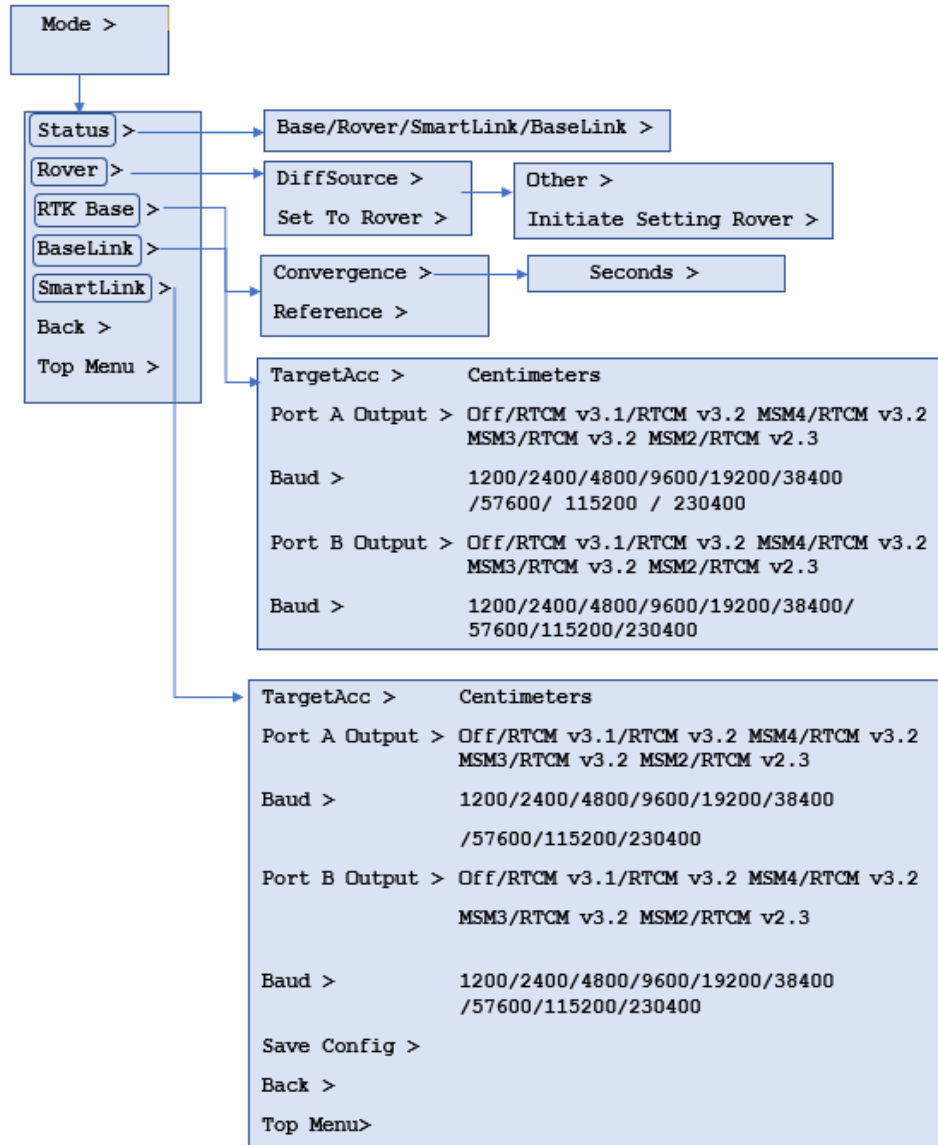 Mode >
Status >
Rover >
RTK Base >
BaseLink >
SmartLink >
Back >
Top Menu >
Base/Rover/SmartLink/BaseLink >
DiffSource >
Set To Rover >
Other >
Initiate Setting Rover >
Convergence >
Reference >
Seconds >
TargetAcc > Centimeters
Port A Output > Off/RTCM v3.1/RTCM v3.2 MSM4/RTCM v3.2
MSM3/RTCM v3.2 MSM2/RTCM v2.3
Baud > 1200/2400/4800/9600/19200/38400
/57600/ 115200 / 230400
Port B Output > Off/RTCM v3.1/RTCM v3.2 MSM4/RTCM v3.2
MSM3/RTCM v3.2 MSM2/RTCM v2.3
Baud > 1200/2400/4800/9600/19200/38400/
57600/115200/230400
TargetAcc > Centimeters
Port A Output > Off/RTCM v3.1/RTCM v3.2 MSM4/RTCM v3.2
MSM3/RTCM v3.2 MSM2/RTCM v2.3
Baud > 1200/2400/4800/9600/19200/38400
/57600/115200/230400
Port B Output > Off/RTCM v3.1/RTCM v3.2 MSM4/RTCM v3.2
MSM3/RTCM v3.2 MSM2/RTCM v2.3
Baud > 1200/2400/4800/9600/19200/38400
/57600/115200/230400
Save Config >
Back >
Top Menu>